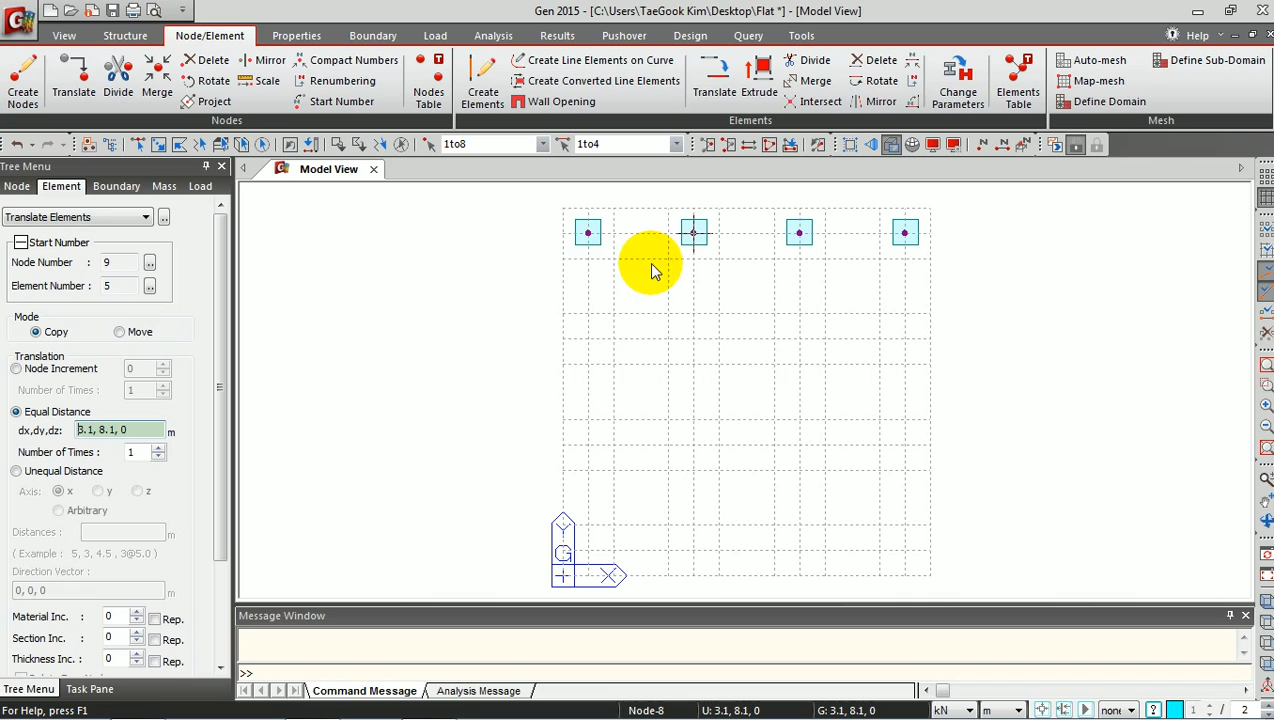 Gen 2015 - [C:\Users\TaeGook Kim\Desktop\Flat *] - [Model View]
View Structure Node/Element Properties Boundary Load Analysis Results Pushover Design Query Tools Help
Delete Mirror Compact Numbers Create Line Elements on Curve Divide Delete Auto-mesh Define Sub-Domain
Rotate Scale Renumbering Create Converted Line Elements Merge Rotate Map-mesh
Project Start Number Wall Opening Intersect Mirror Define Domain
Create Nodes
Translate
Divide
Merge
Nodes Table
Create Elements
Translate
Extrude
Change Parameters
Elements Table
Nodes Elements Mesh
1to8 1to4
Tree Menu
Model View
Node Element Boundary Mass Load
Translate Elements
Start Number
Node Number : 9
Element Number : 5
Mode
Copy Move
Translation
Node Increment 0
Number of Times : 1
Equal Distance
dx,dy,dz: 3.1, 8.1, 0 m
Number of Times : 1
Unequal Distance
Axis: x y z
Arbitrary
Distances : m
( Example : 5, 3, 4.5 , 3@5.0 )
Direction Vector
0, 0, 0
Material Inc. : 0 Rep.
Section Inc. : 0 Rep.
Thickness Inc. : 0 Rep.
Y
G
X
Message Window
>>
Tree Menu Task Pane
Command Message Analysis Message
For Help, press F1 Node-8 U: 3.1, 8.1, 0 G: 3.1, 8.1, 0 kN m none 1 / 2